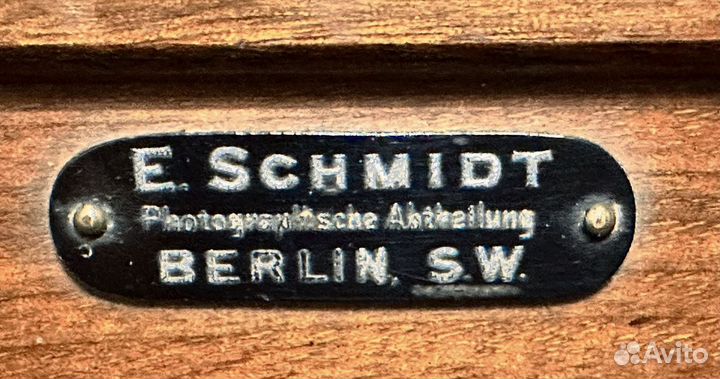 E. SCHMIDT
Photographische Abtheilung
BERLIN, S.W.
Avito